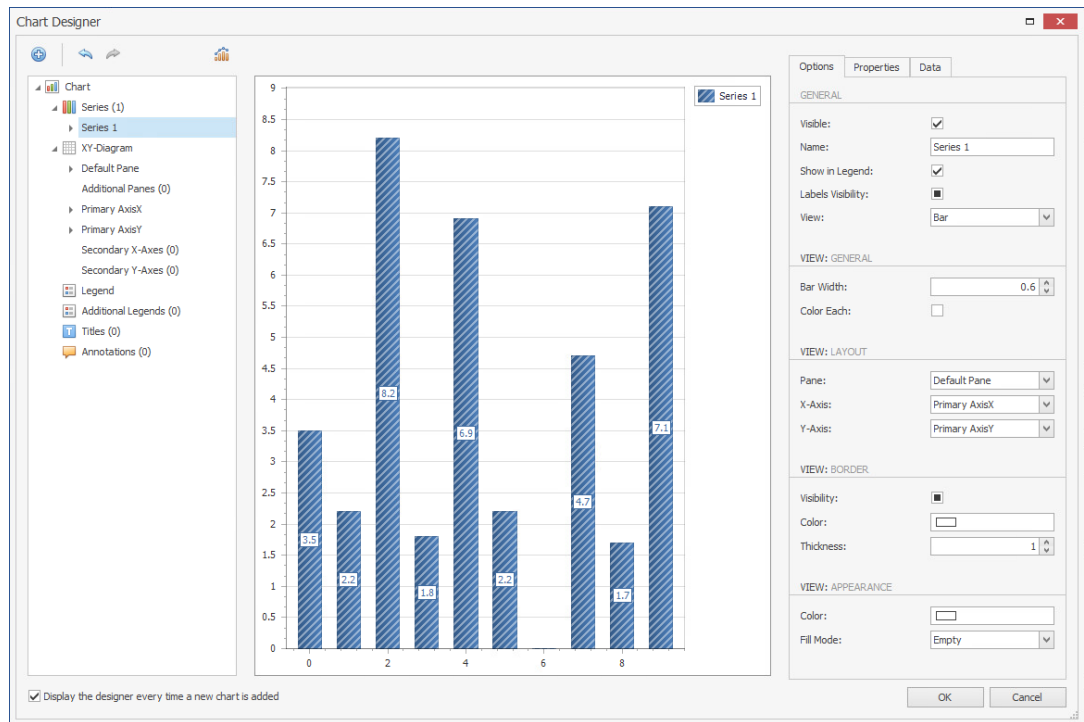 Chart Designer
Chart
Series (1)
Series 1
XY-Diagram
Default Pane
Additional Panes (0)
Primary AxisX
Primary AxisY
Secondary X-Axes (0)
Secondary Y-Axes (0)
Legend
Additional Legends (0)
T Titles (0)
Annotations (0)
9
8.5
8
7.5
7
6.5
6
5.5
5
4.5
4
3.5
3
2.5
2
1.5
1
0.5
0
3.5
2.2
8.2
1.8
6.9
2.2
4.7
1.7
7.1
0 2 4 6 8
Series 1
Options Properties Data
GENERAL
Visible:
Name: Series 1
Show in Legend:
Labels Visibility:
View: Bar
VIEW: GENERAL
Bar Width: 0.6
Color Each:
VIEW: LAYOUT
Pane: Default Pane
X-Axis: Primary AxisX
Y-Axis: Primary AxisY
VIEW: BORDER
Visibility:
Color:
Thickness: 1
VIEW: APPEARANCE
Color:
Fill Mode: Empty
Display the designer every time a new chart is added
OK Cancel